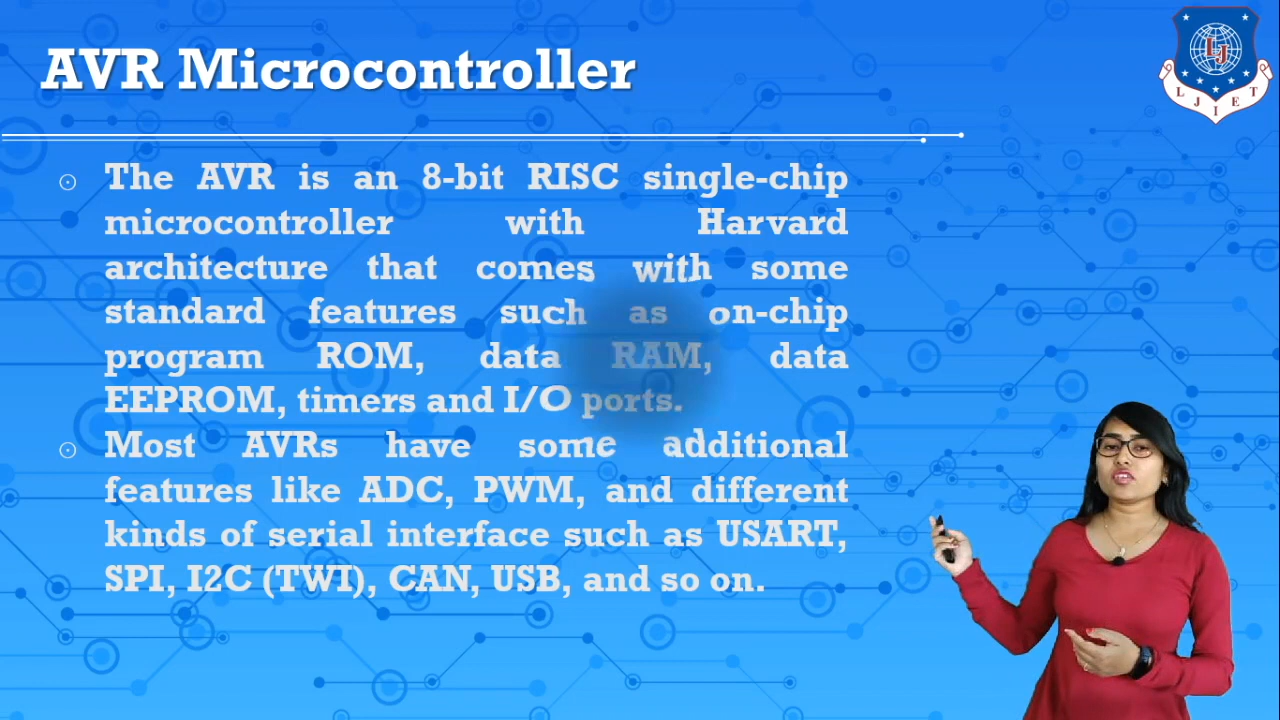 AVR Microcontroller
The AVR is an 8-bit RISC single-chip
microcontroller with Harvard
architecture that comes with some
standard features such as on-chip
program ROM, data RAM, data
EEPROM, timers and I/O ports.
Most AVRs have some additional
features like ADC, PWM, and different
kinds of serial interface such as USART,
SPI, I2C (TWI), CAN, USB, and so on.
LJ
LJIET